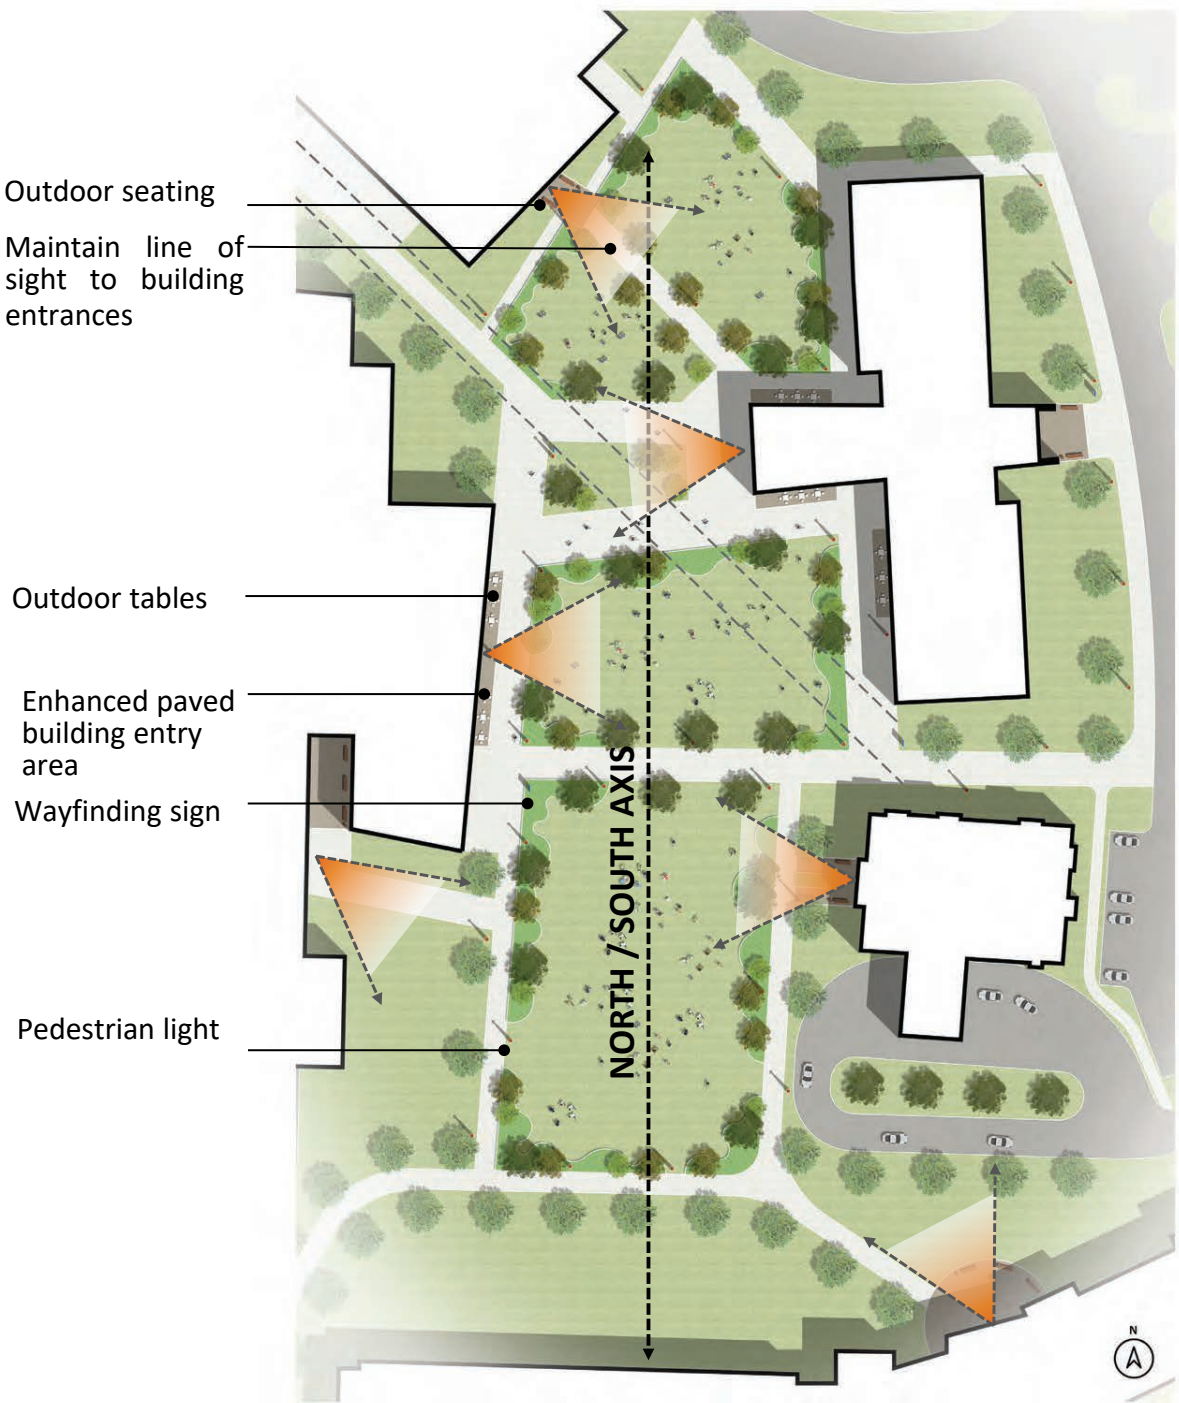 Outdoor seating
Maintain line of
sight to building
entrances
Outdoor tables
Enhanced paved
building entry
area
Wayfinding sign
Pedestrian light
NORTH / SOUTH AXIS
N